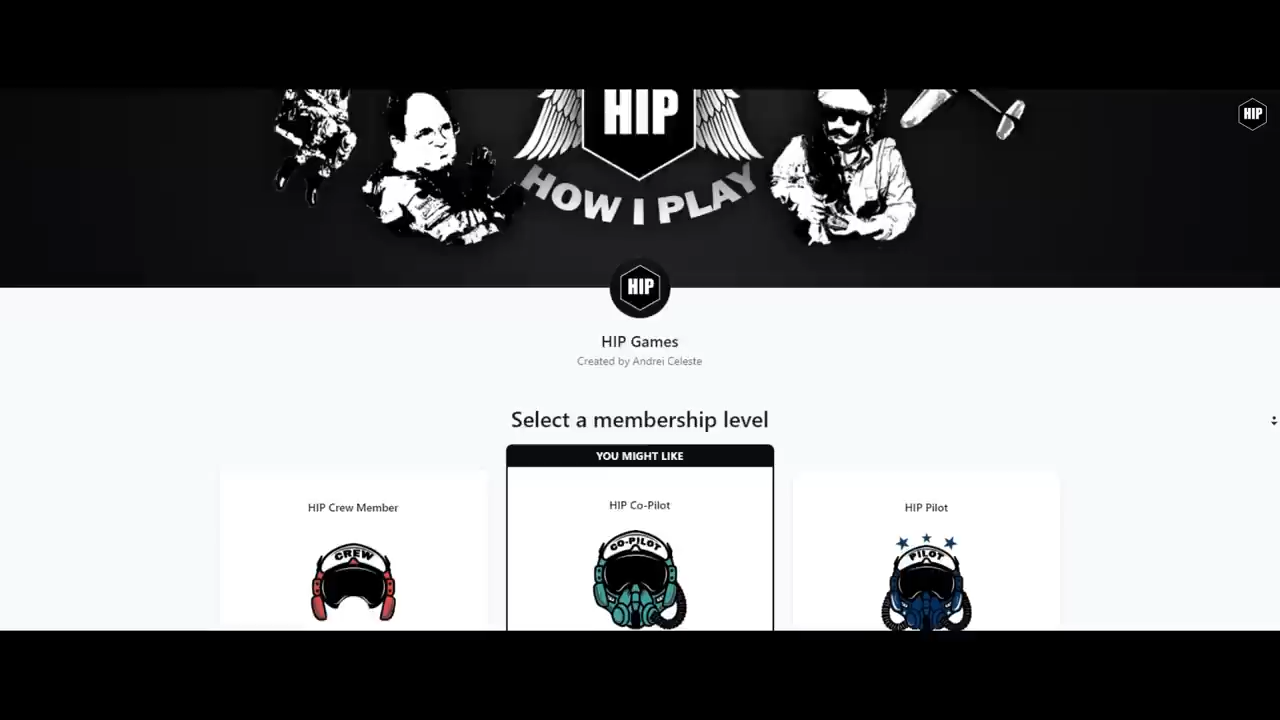 HIP
HIP
HOW I PLAY
HIP
HIP Games
Created by Andrei Celeste
Select a membership level
YOU MIGHT LIKE
HIP Crew Member
HIP Co-Pilot
HIP Pilot
CREW
CO-PILOT
PILOT